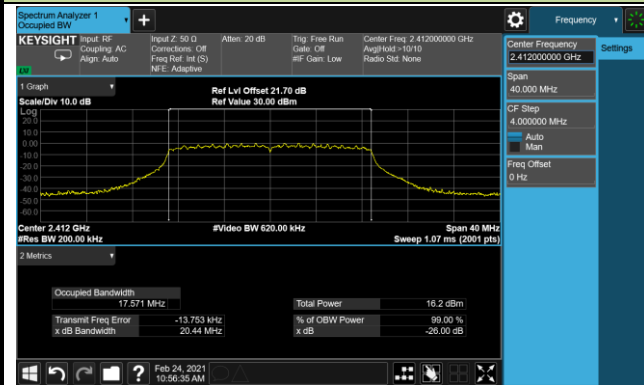 Spectrum Analyzer 1
Occupied BW
Frequency
KEYSIGHT
Input: RF
Coupling: AC
Align: Auto
Input Z: 50 Ω
Corrections: Off
Freq Ref: Int (S)
NFE: Adaptive
Atten: 20 dB
Trig: Free Run
Gate: Off
#IF Gain: Low
Center Freq: 2.412000000 GHz
Avg|Hold:>10/10
Radio Std: None
Center Frequency
2.412000000 GHz
Settings
Span
40.000 MHz
CF Step
4.000000 MHz
Auto
Man
Freq Offset
0 Hz
1 Graph
Scale/Div 10.0 dB
Ref Lvl Offset 21.70 dB
Ref Value 30.00 dBm
Log
20.0
10.0
0.00
-10.0
-20.0
-30.0
-40.0
-50.0
-60.0
Center 2.412 GHz
#Video BW 620.00 kHz
Span 40 MHz
#Res BW 200.00 kHz
Sweep 1.07 ms (2001 pts)
2 Metrics
Occupied Bandwidth
17.571 MHz
Total Power
16.2 dBm
Transmit Freq Error
-13.753 kHz
% of OBW Power
99.00 %
x dB Bandwidth
20.44 MHz
x dB
-26.00 dB
?
Feb 24, 2021
10:56:35 AM